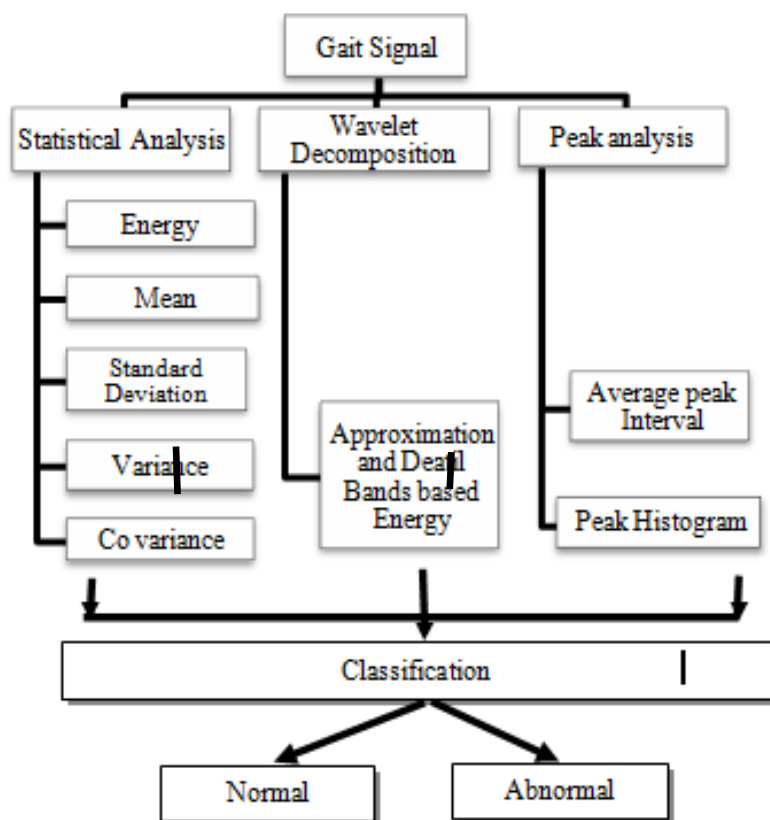 Gait Signal
Statistical Analysis
Wavelet
Decomposition
Peak analysis
Energy
Mean
Standard
Deviation
Variance
Co variance
Approximation
and Deatil
Bands based
Energy
Average peak
Interval
Peak Histogram
Classification
Normal
Abnormal